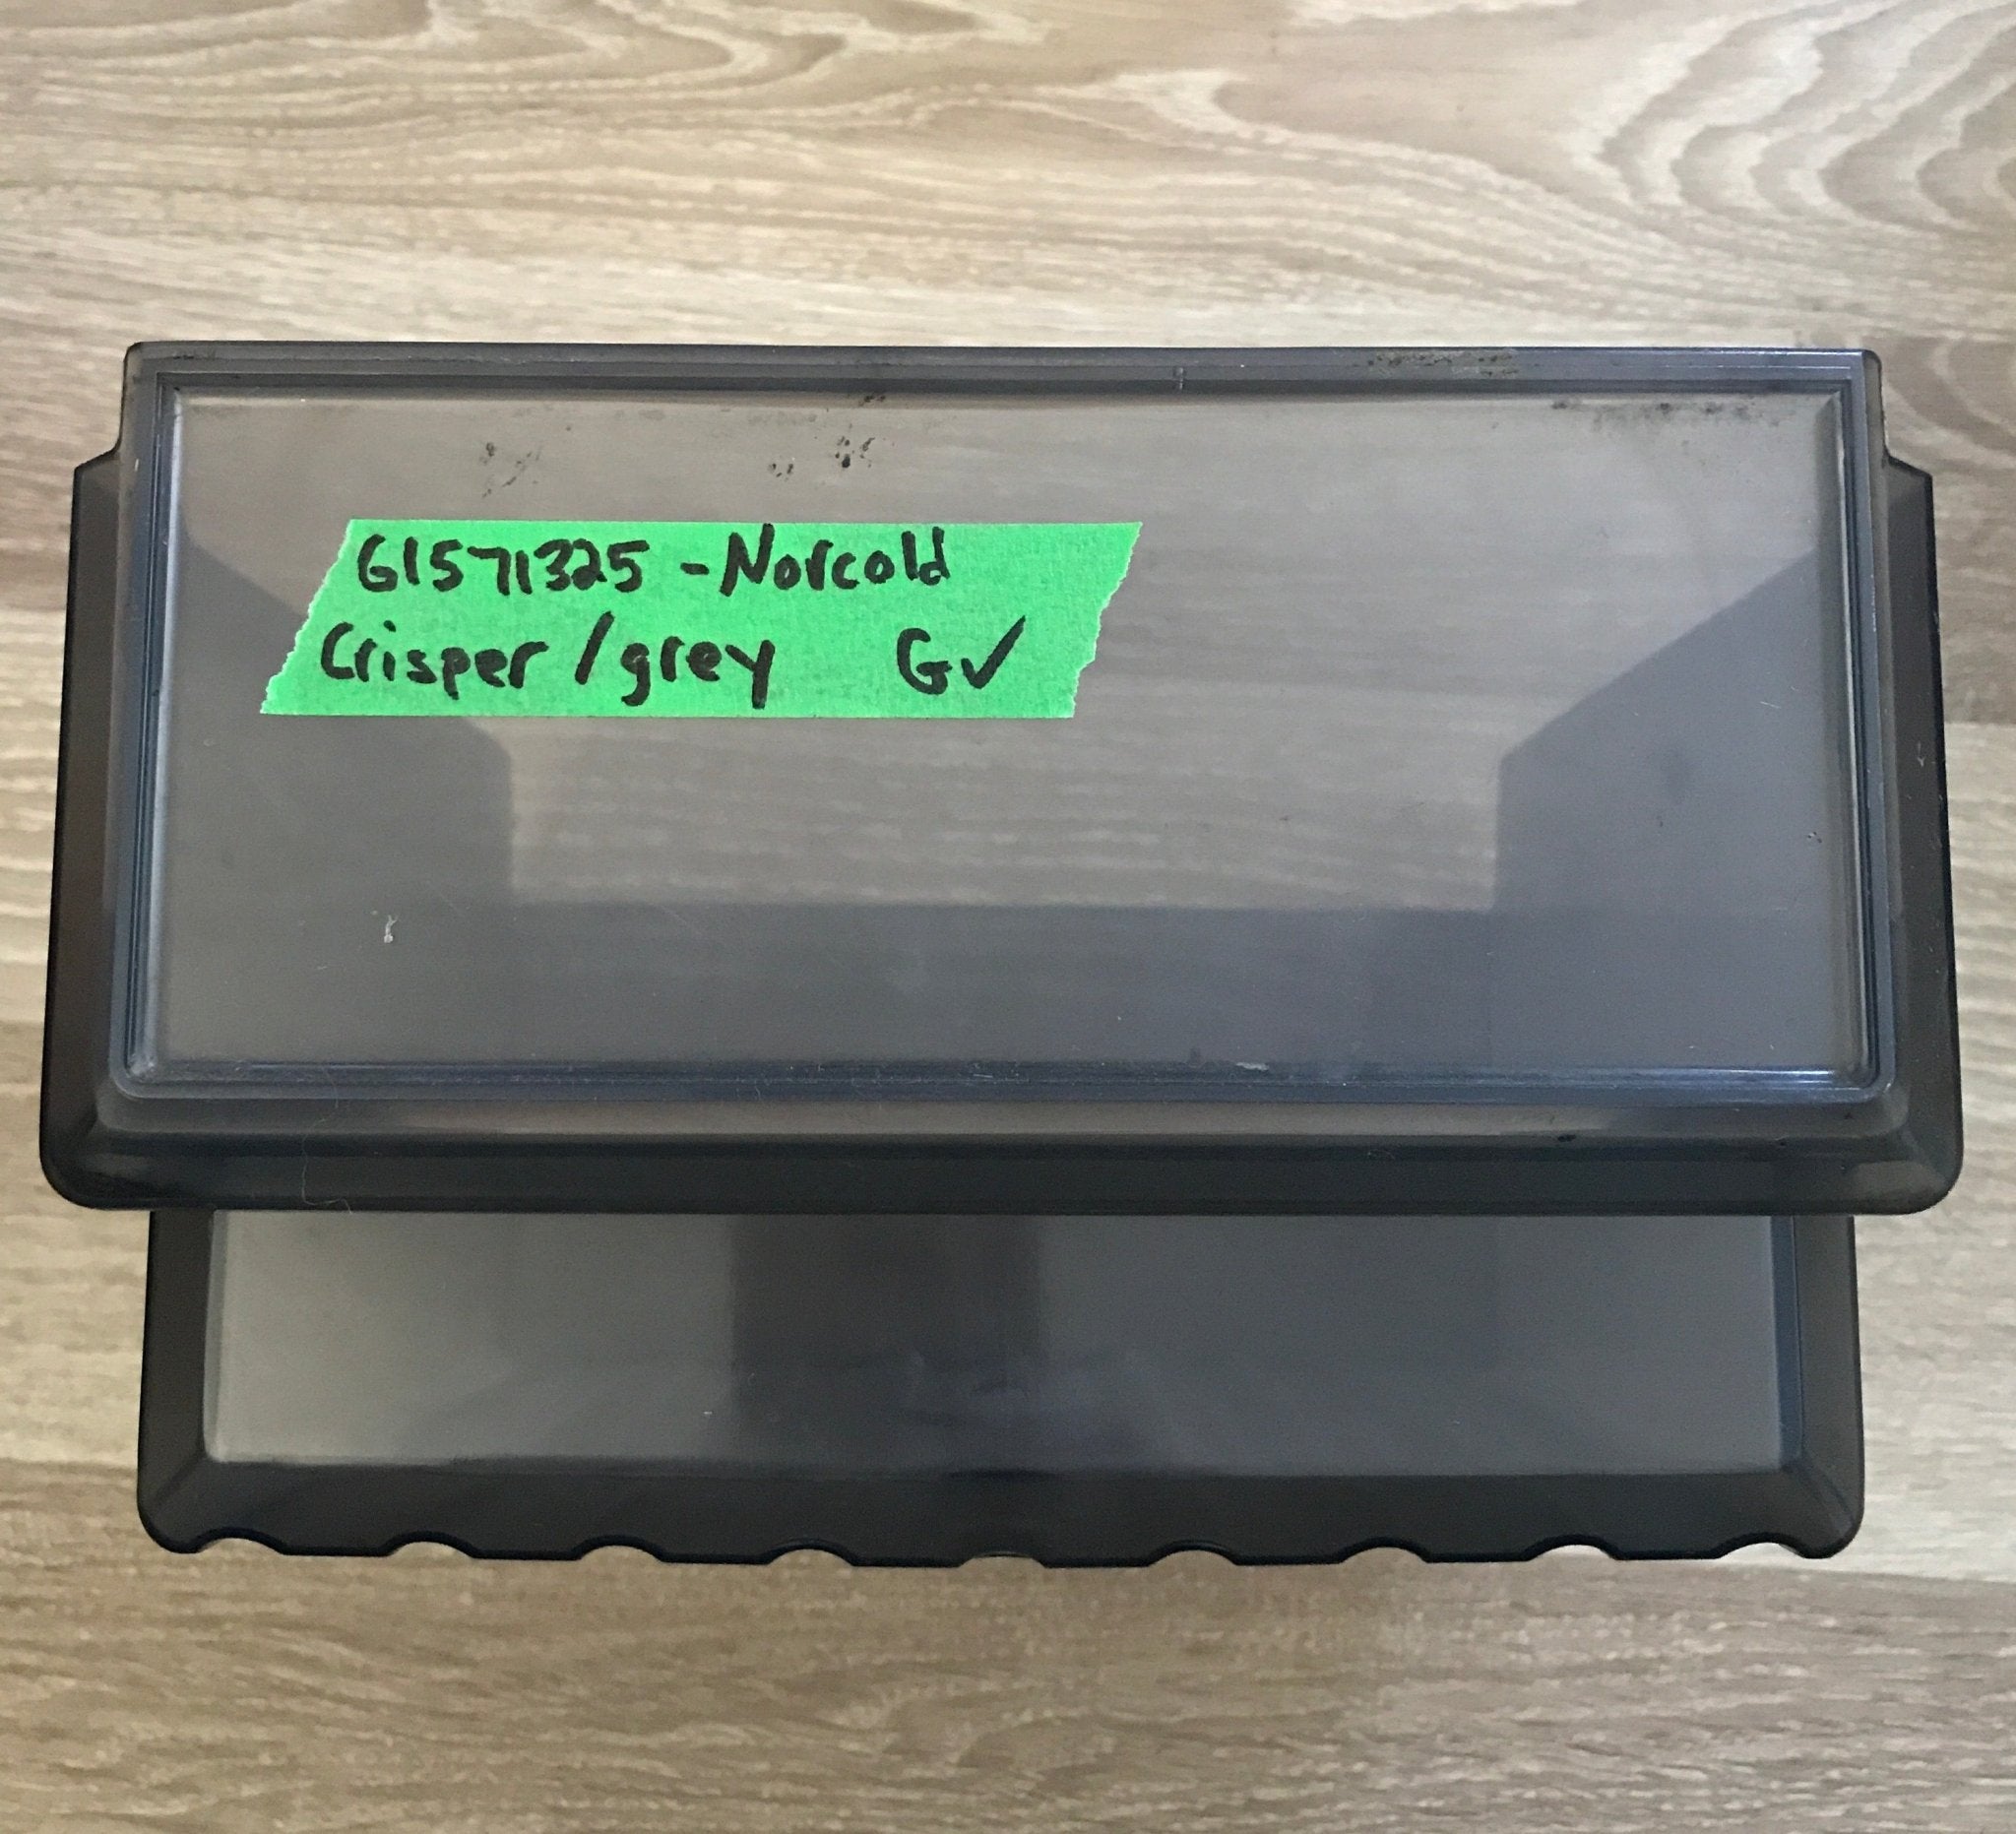 61571325 - Norcold
Crisper / grey G✓